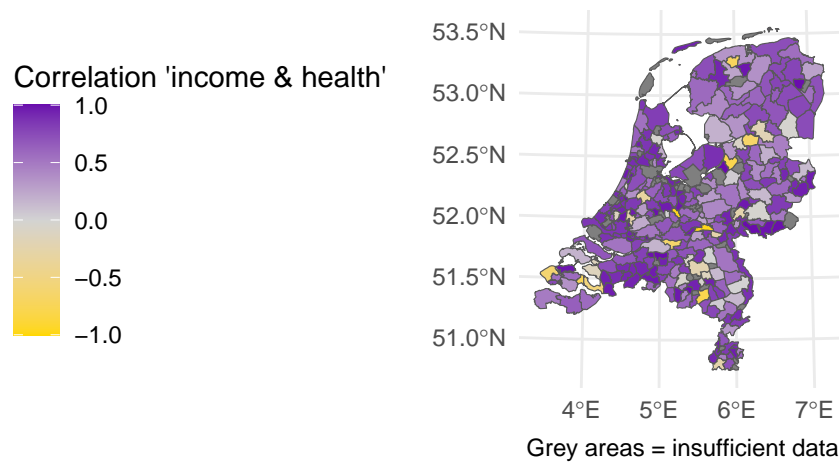 Correlation 'income & health'
1.0
0.5
0.0
−0.5
−1.0
53.5°N
53.0°N
52.5°N
52.0°N
51.5°N
51.0°N
4°E 5°E 6°E 7°E
Grey areas = insufficient data